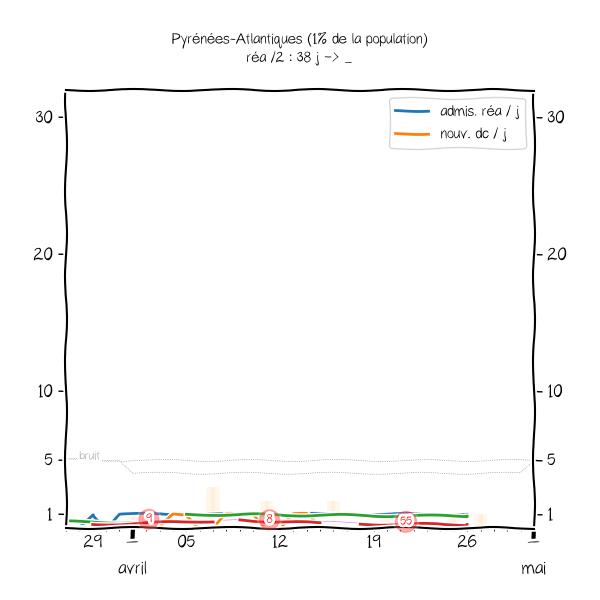 Pyrénées-Atlantiques (1% de la population)
réa /2 : 38 j -> _
admis. réa / j
nouv. dc / j
30
30
20
20
10
10
5
bruit
5
1
9
8
55
1
29
05
12
19
26
avril
mai